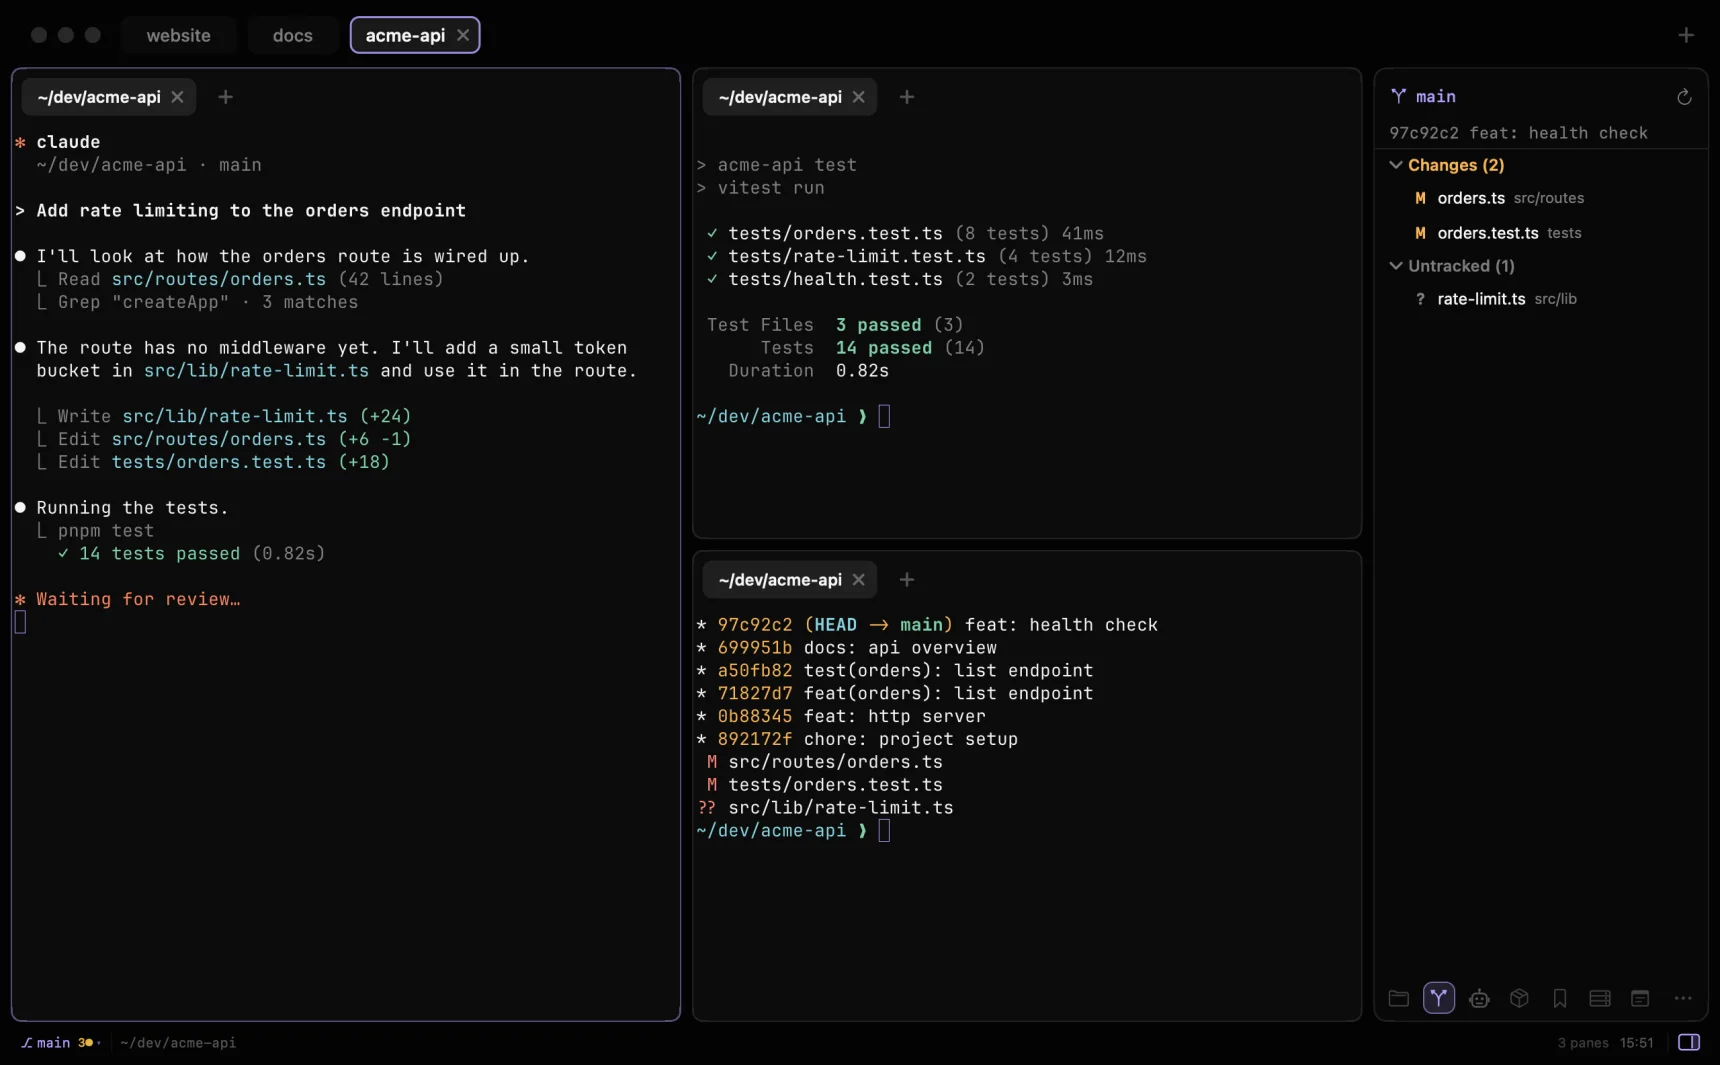 website
docs
acme-api
~/dev/acme-api
* claude
~/dev/acme-api · main
> Add rate limiting to the orders endpoint
● I'll look at how the orders route is wired up.
⎣ Read src/routes/orders.ts (42 lines)
⎣ Grep "createApp" · 3 matches
● The route has no middleware yet. I'll add a small token
bucket in src/lib/rate-limit.ts and use it in the route.
⎣ Write src/lib/rate-limit.ts (+24)
⎣ Edit src/routes/orders.ts (+6 -1)
⎣ Edit tests/orders.test.ts (+18)
● Running the tests.
⎣ pnpm test
✓ 14 tests passed (0.82s)
* Waiting for review…
~/dev/acme-api
> acme-api test
> vitest run
✓ tests/orders.test.ts (8 tests) 41ms
✓ tests/rate-limit.test.ts (4 tests) 12ms
✓ tests/health.test.ts (2 tests) 3ms
Test Files 3 passed (3)
Tests 14 passed (14)
Duration 0.82s
~/dev/acme-api ❯
~/dev/acme-api
* 97c92c2 (HEAD -> main) feat: health check
* 699951b docs: api overview
* a50fb82 test(orders): list endpoint
* 71827d7 feat(orders): list endpoint
* 0b88345 feat: http server
* 892172f chore: project setup
M src/routes/orders.ts
M tests/orders.test.ts
?? src/lib/rate-limit.ts
~/dev/acme-api ❯
main
97c92c2 feat: health check
Changes (2)
M orders.ts src/routes
M orders.test.ts tests
Untracked (1)
? rate-limit.ts src/lib
main 3● · ~/dev/acme-api
3 panes 15:51